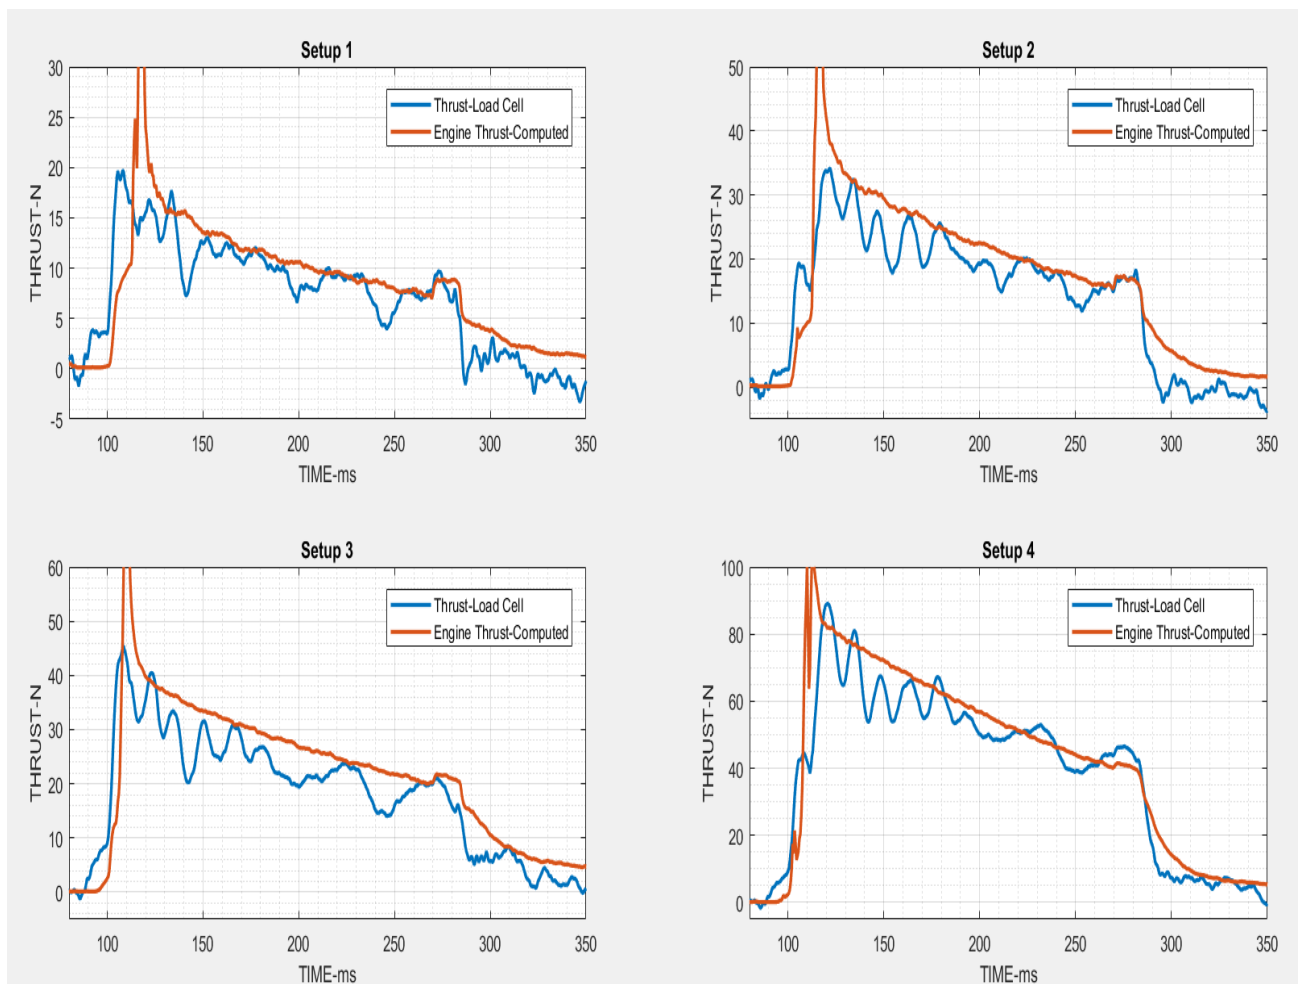 Setup 1
30
25
20
15
10
5
0
-5
THRUST-N
Thrust-Load Cell
Engine Thrust-Computed
100 150 200 250 300 350
TIME-ms
Setup 2
50
40
30
20
10
0
THRUST-N
Thrust-Load Cell
Engine Thrust-Computed
100 150 200 250 300 350
TIME-ms
Setup 3
60
50
40
30
20
10
0
THRUST-N
Thrust-Load Cell
Engine Thrust-Computed
100 150 200 250 300 350
TIME-ms
Setup 4
100
80
60
40
20
0
THRUST-N
Thrust-Load Cell
Engine Thrust-Computed
100 150 200 250 300 350
TIME-ms